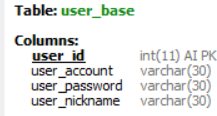 Table: user_base
Columns:
user_id int(11) AI PK
user_account varchar(30)
user_password varchar(30)
user_nickname varchar(30)